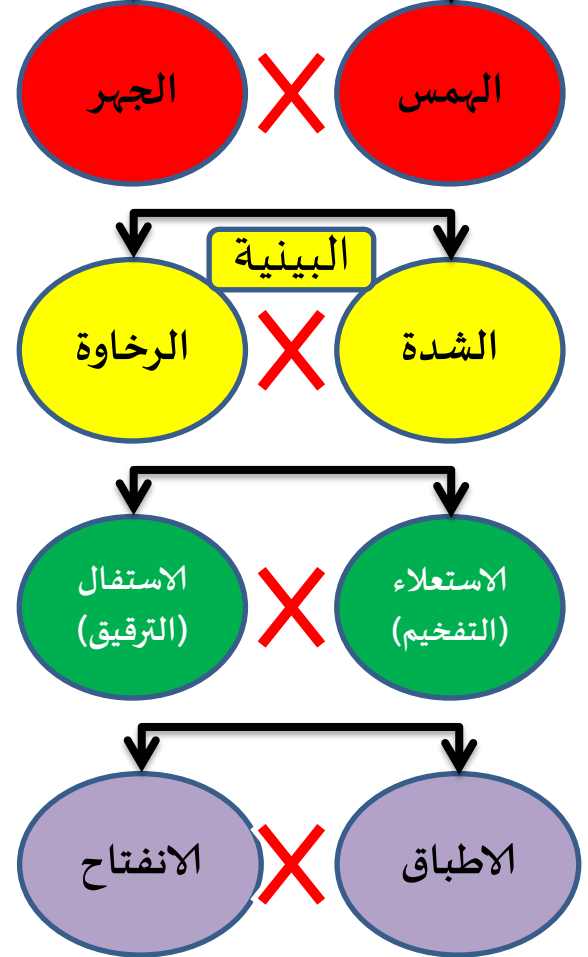 الهمس
الجهر
البينية
الشدة
الرخاوة
الاستعلاء
(التفخيم)
الاستفال
(الترقيق)
الاطباق
الانفتاح